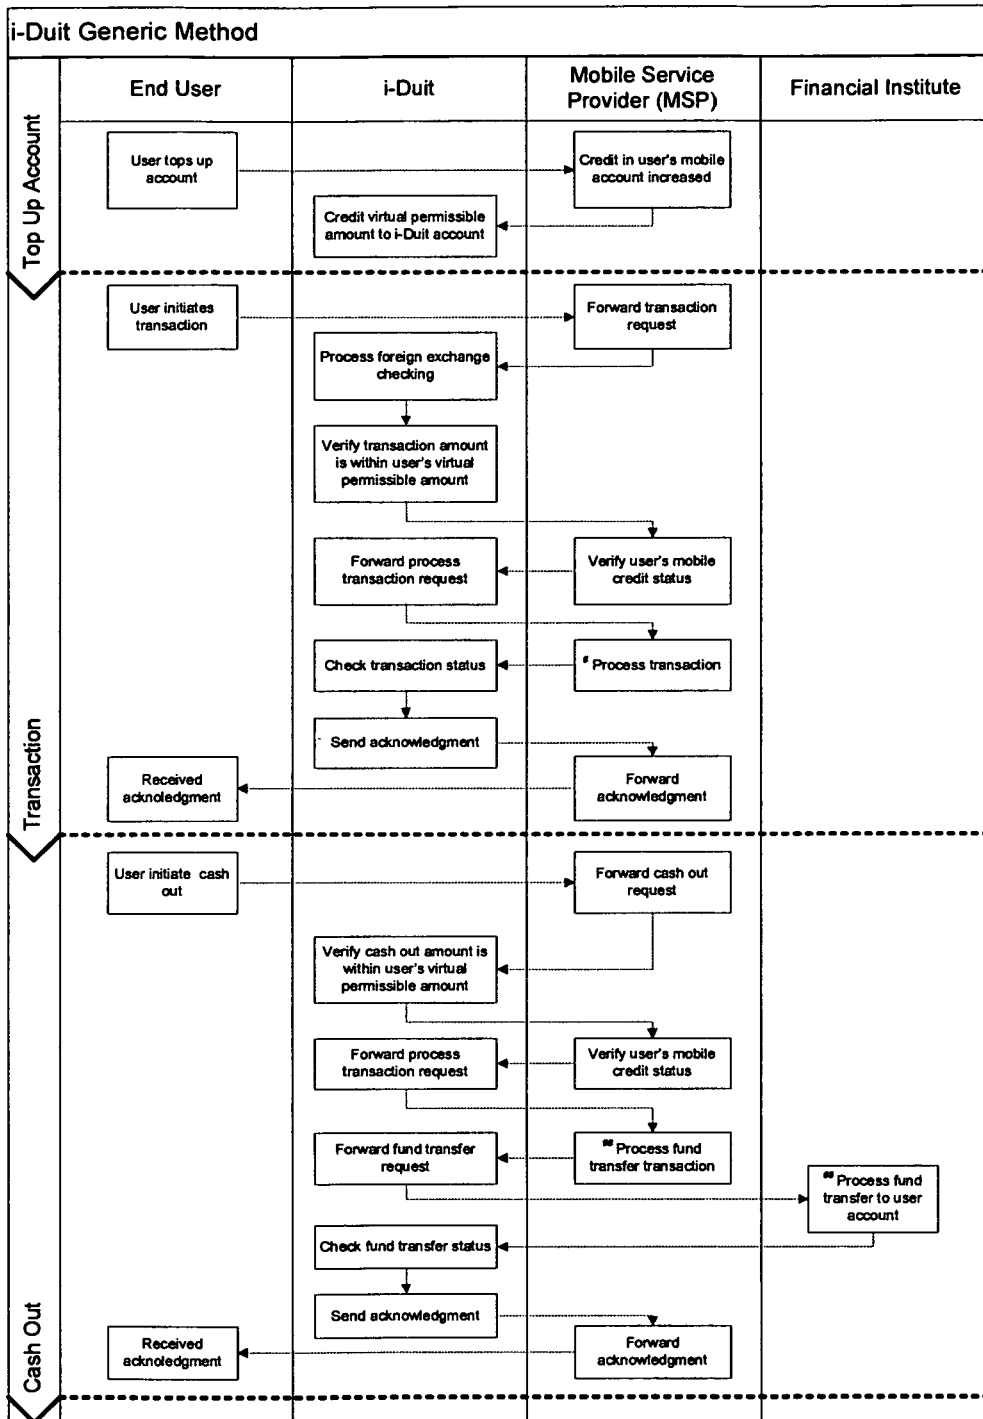 i-Duit Generic Method
End User
i-Duit
Mobile Service
Provider (MSP)
Financial Institute
Top Up Account
User tops up
account
Credit in user's mobile
account increased
Credit virtual permissible
amount to i-Duit account
Transaction
User initiates
transaction
Forward transaction
request
Process foreign exchange
checking
Verify transaction amount
is within user's virtual
permissible amount
Forward process
transaction request
Verify user's mobile
credit status
Check transaction status
# Process transaction
Send acknowledgment
Received
acknoledgment
Forward
acknowledgment
Cash Out
User initiate cash
out
Forward cash out
request
Verify cash out amount is
within user's virtual
permissible amount
Forward process
transaction request
Verify user's mobile
credit status
Forward fund transfer
request
## Process fund
transfer transaction
## Process fund
transfer to user
account
Check fund transfer status
Send acknowledgment
Received
acknoledgment
Forward
acknowledgment